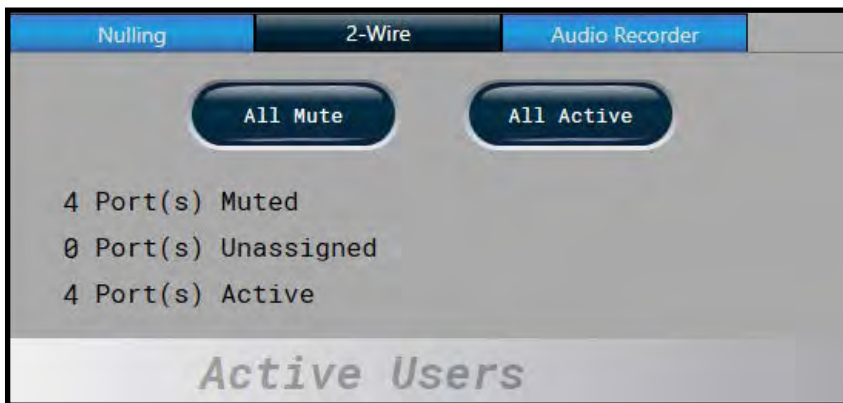 Nulling 2-Wire Audio Recorder
All Mute All Active
4 Port(s) Muted
0 Port(s) Unassigned
4 Port(s) Active
Active Users